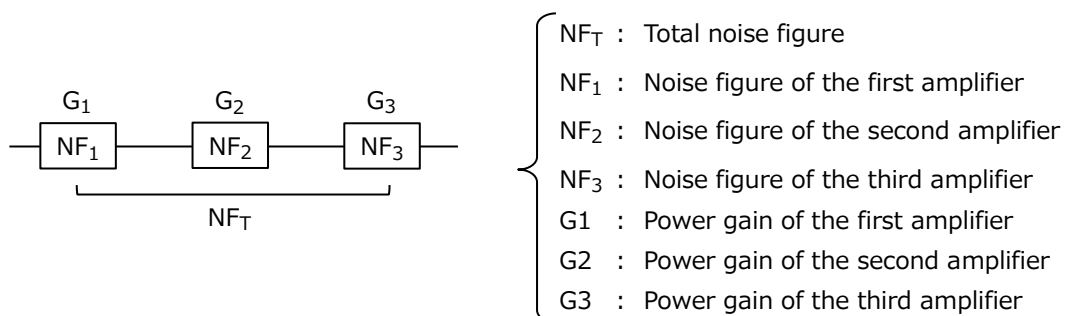 G₁ G₂ G₃
NF₁ NF₂ NF₃
NF_T
NF_T : Total noise figure
NF₁ : Noise figure of the first amplifier
NF₂ : Noise figure of the second amplifier
NF₃ : Noise figure of the third amplifier
G1 : Power gain of the first amplifier
G2 : Power gain of the second amplifier
G3 : Power gain of the third amplifier